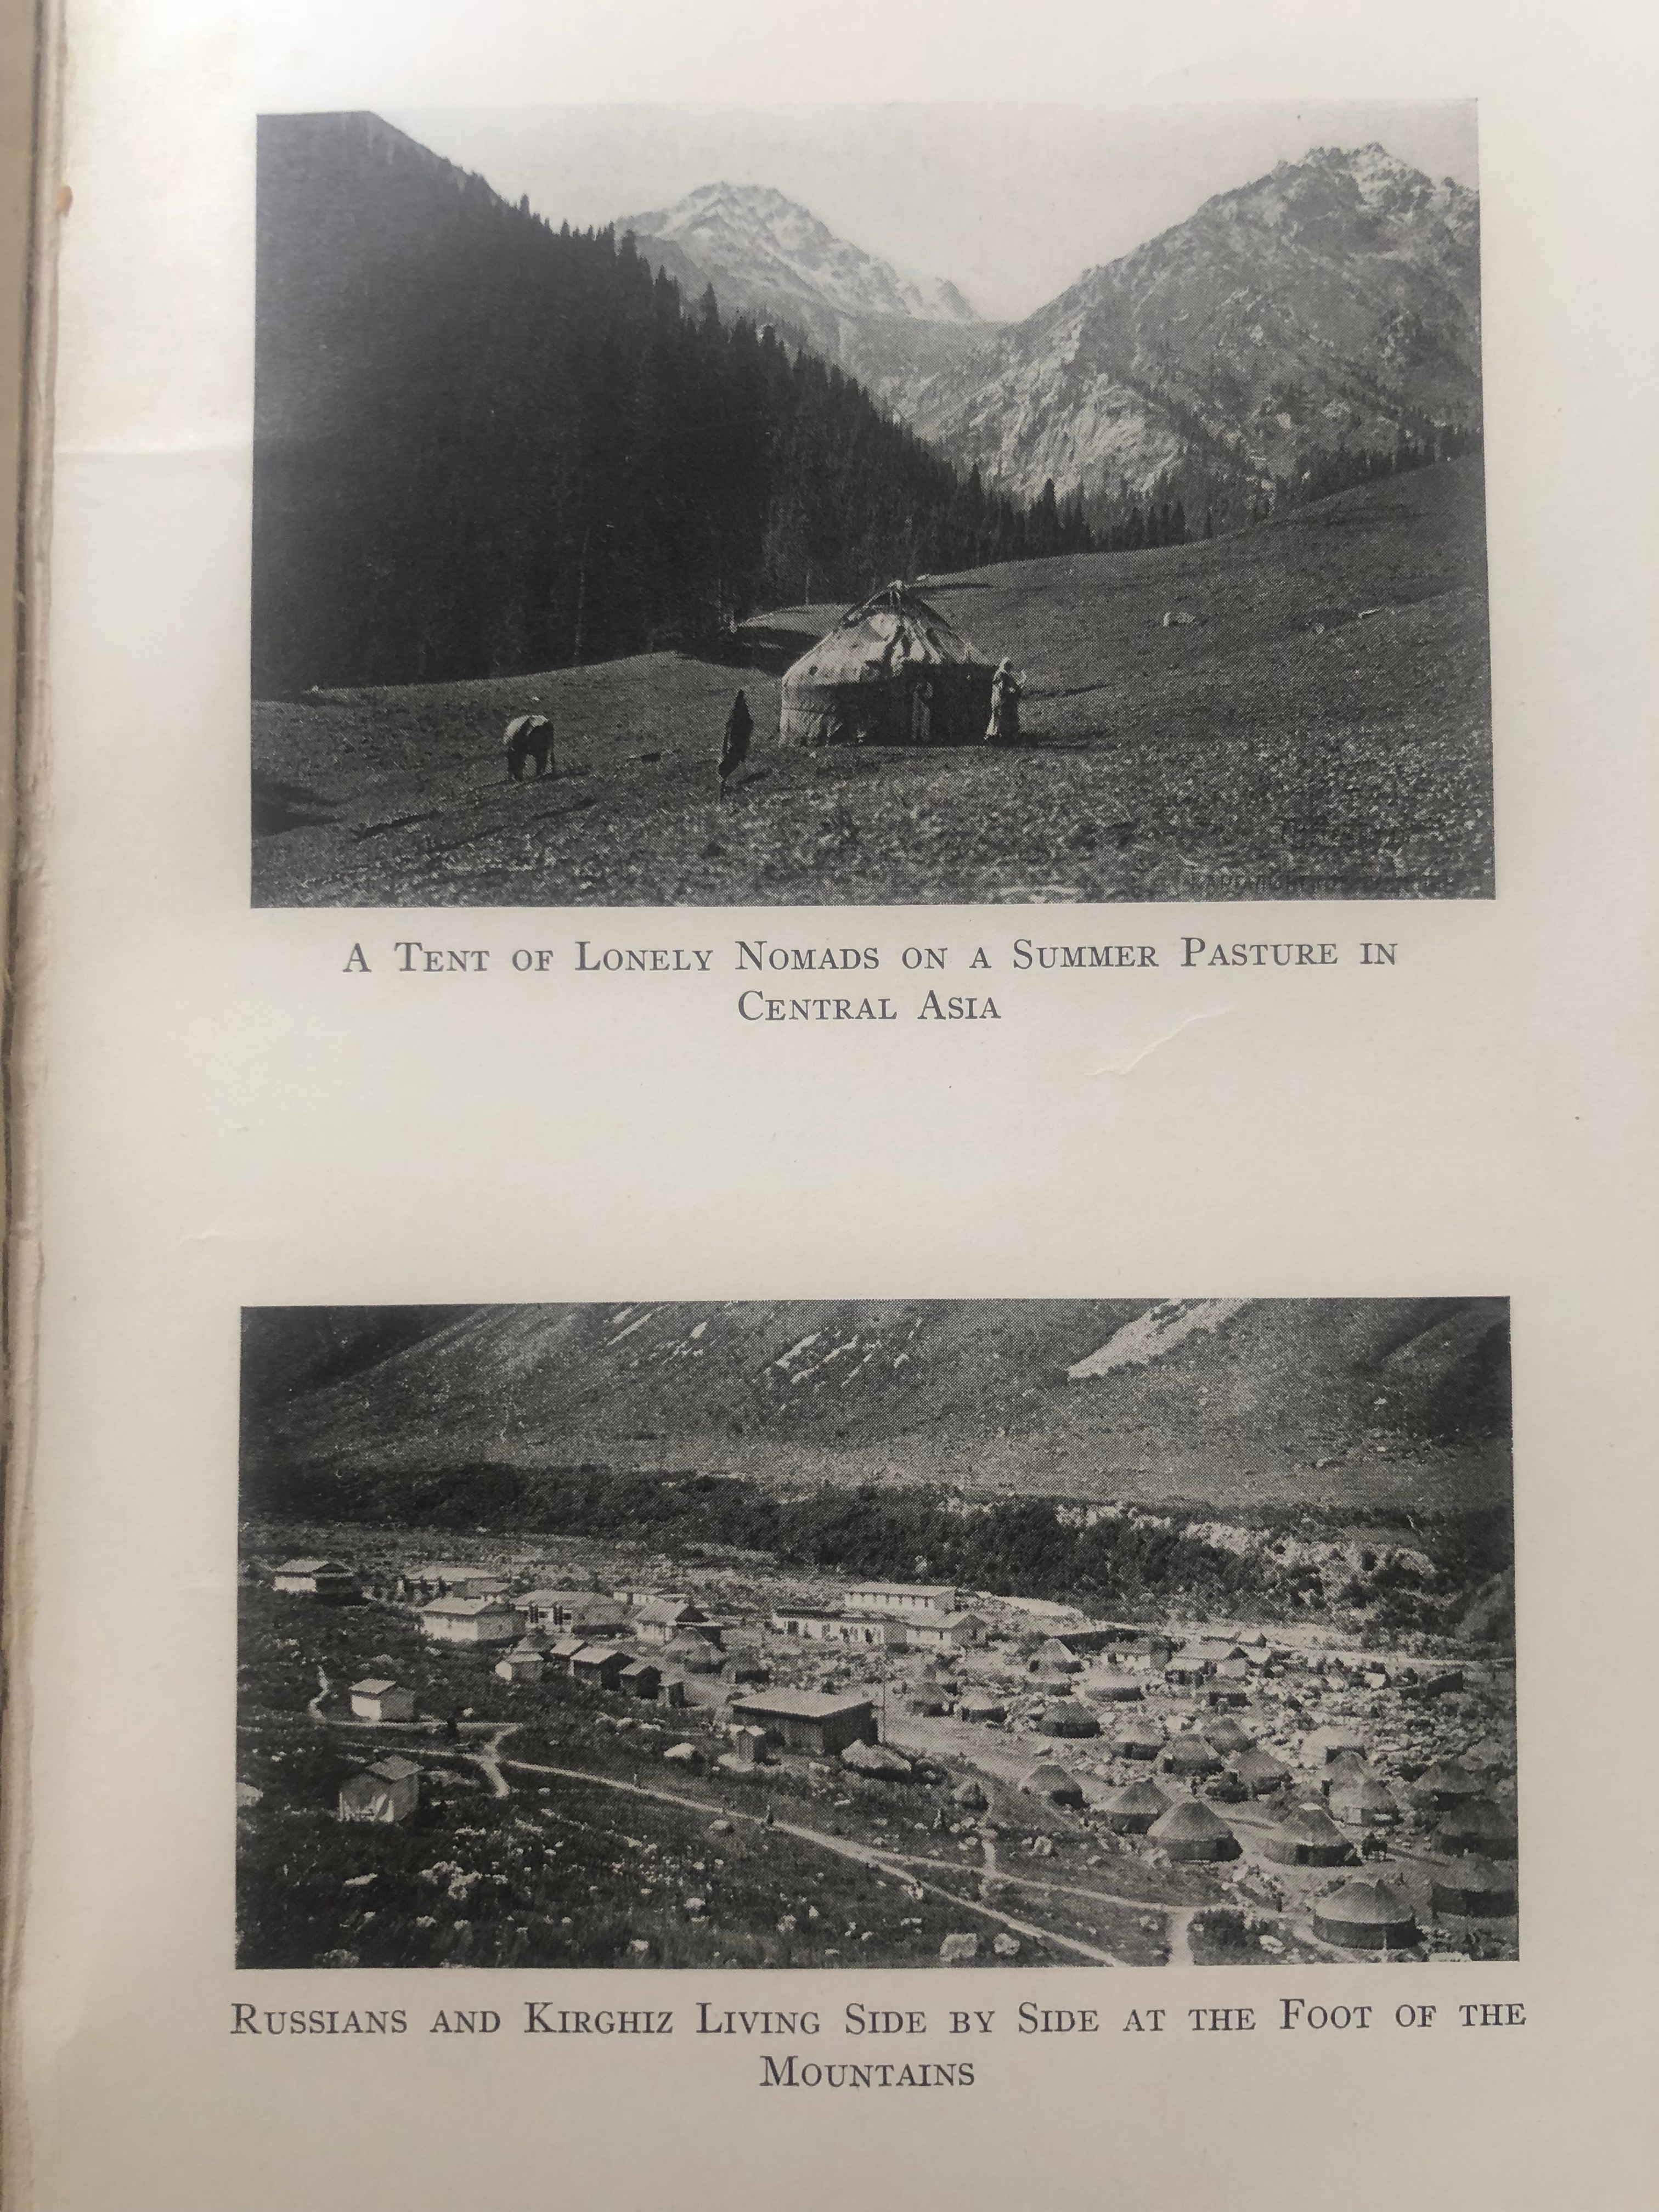 A Tent of Lonely Nomads on a Summer Pasture in
Central Asia
Russians and Kirghiz Living Side by Side at the Foot of the
Mountains